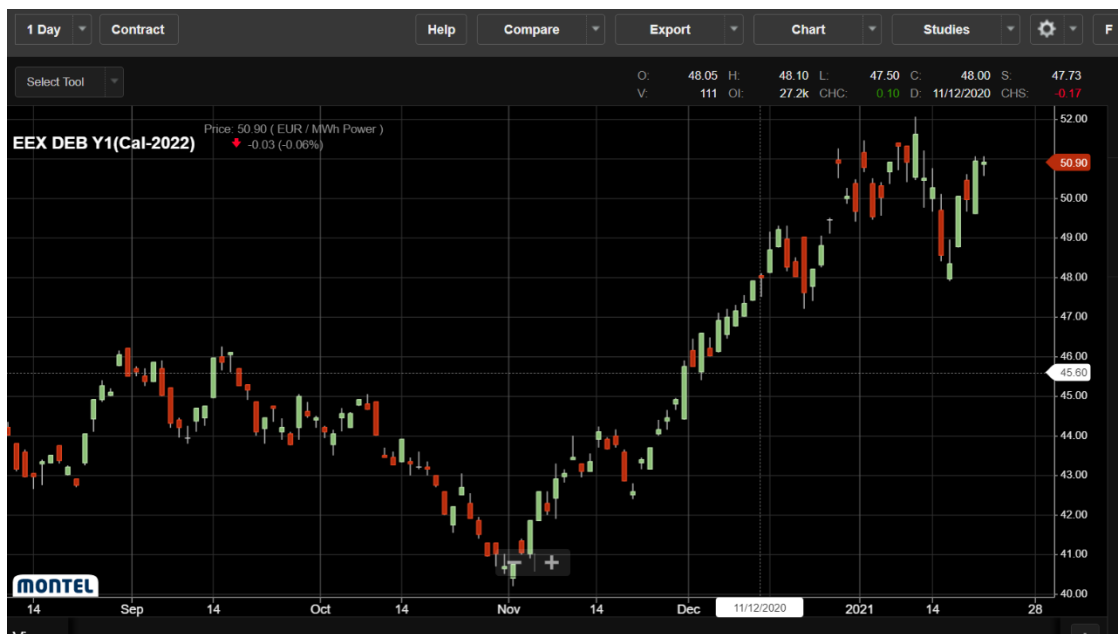 1 Day Contract Help Compare Export Chart Studies F
Select Tool
O: 48.05 H: 48.10 L: 47.50 C: 48.00 S: 47.73
V: 111 OI: 27.2k CHC: 0.10 D: 11/12/2020 CHS: -0.17
EEX DEB Y1(Cal-2022)
Price: 50.90 ( EUR / MWh Power )
-0.03 (-0.06%)
52.00
50.90
50.00
49.00
48.00
47.00
46.00
45.60
45.00
44.00
43.00
42.00
41.00
40.00
− +
MONTEL
14 Sep 14 Oct 14 Nov 14 Dec 11/12/2020 2021 14 28